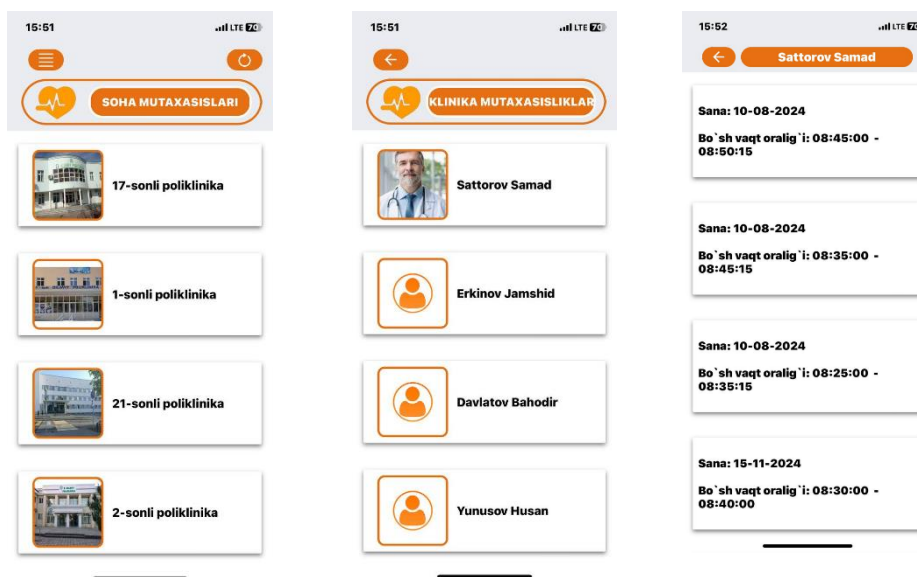 15:51
LTE 70
SOHA MUTAXASISLARI
17-sonli poliklinika
1-sonli poliklinika
21-sonli poliklinika
2-sonli poliklinika
15:51
LTE 70
KLINIKA MUTAXASISLIKLAR
Sattorov Samad
Erkinov Jamshid
Davlatov Bahodir
Yunusov Husan
15:52
LTE
Sattorov Samad
Sana: 10-08-2024
Bo`sh vaqt oralig`i: 08:45:00 -
08:50:15
Sana: 10-08-2024
Bo`sh vaqt oralig`i: 08:35:00 -
08:45:15
Sana: 10-08-2024
Bo`sh vaqt oralig`i: 08:25:00 -
08:35:15
Sana: 15-11-2024
Bo`sh vaqt oralig`i: 08:30:00 -
08:40:00